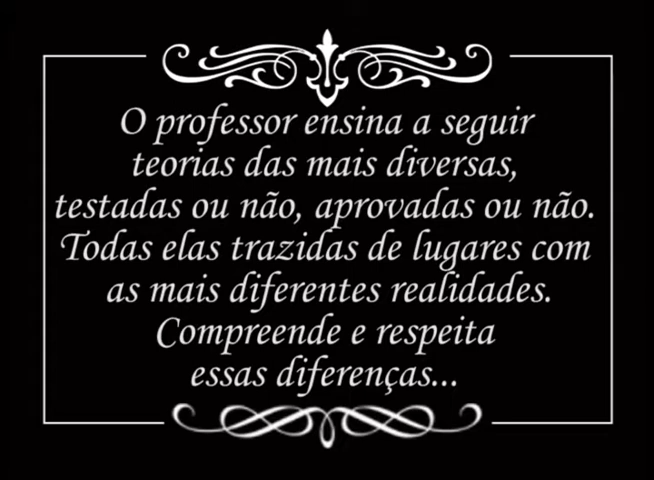 O professor ensina a seguir
teorias das mais diversas,
testadas ou não, aprovadas ou não.
Todas elas trazidas de lugares com
as mais diferentes realidades.
Compreende e respeita
essas diferenças...